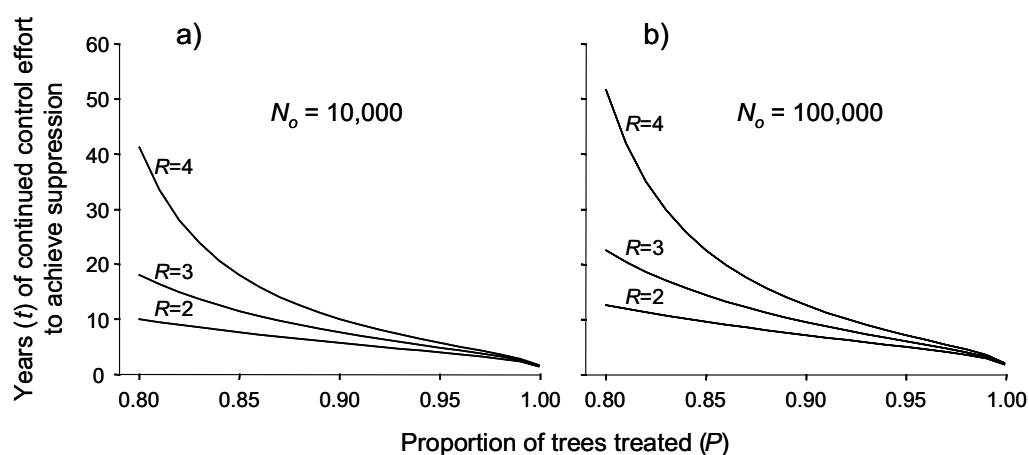 a)
b)
Years (t) of continued control effort
to achieve suppression
60
50
40
30
20
10
0
No = 10,000
R=4
R=3
R=2
0.80 0.85 0.90 0.95 1.00
No = 100,000
R=4
R=3
R=2
0.80 0.85 0.90 0.95 1.00
Proportion of trees treated (P)